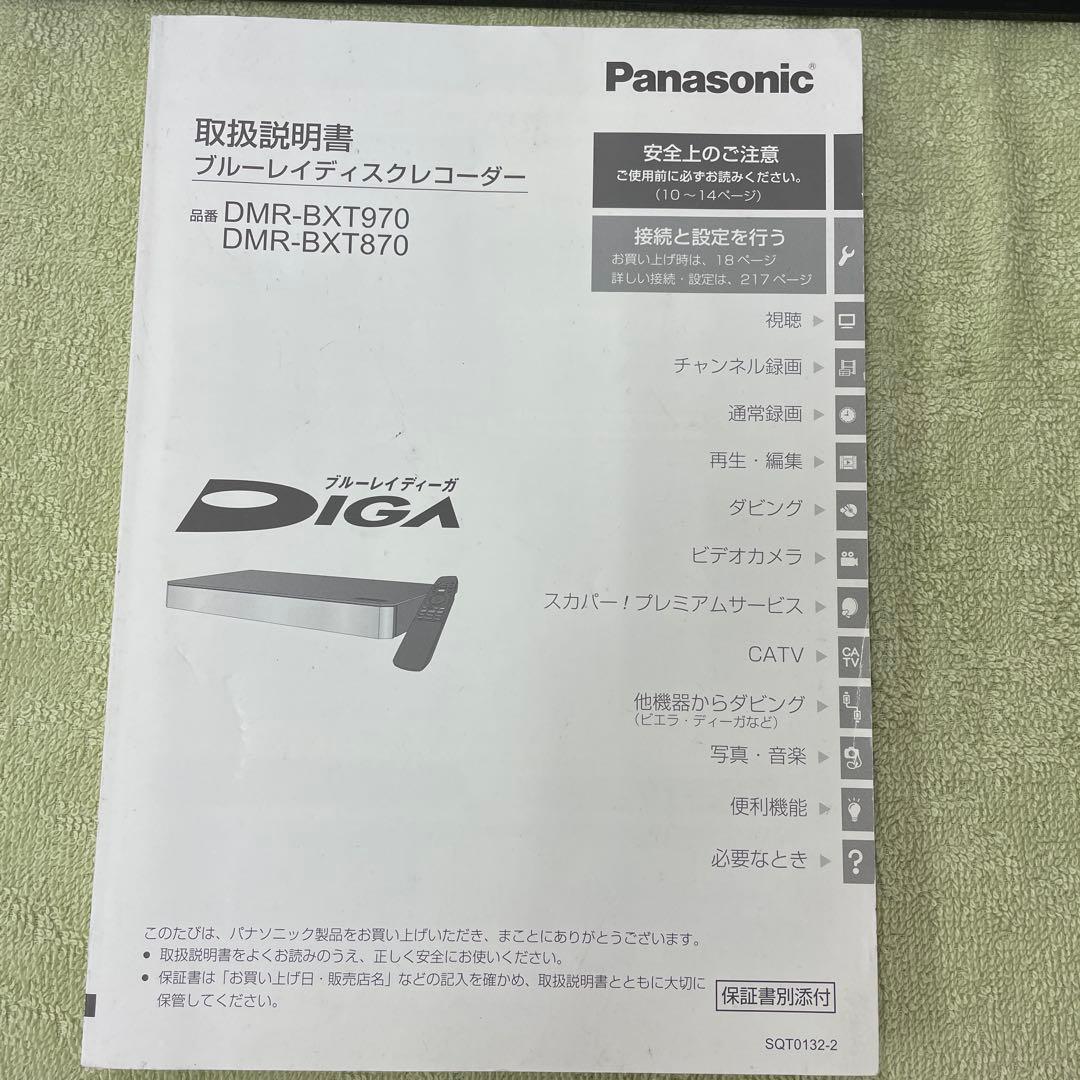 Panasonic®
取扱説明書
ブルーレイディスクレコーダー
品番 DMR-BXT970
DMR-BXT870
安全上のご注意
ご使用前に必ずお読みください。
（10～14ページ）
接続と設定を行う
お買い上げ時は、18ページ
詳しい接続・設定は、217ページ
視聴
チャンネル録画
通常録画
再生・編集
ダビング
ビデオカメラ
スカパー！プレミアムサービス
CATV
CA
TV
他機器からダビング
（ビエラ・ディーガなど）
写真・音楽
便利機能
必要なとき
?
ブルーレイディーガ
DIGA
このたびは、パナソニック製品をお買い上げいただき、まことにありがとうございます。
● 取扱説明書をよくお読みのうえ、正しく安全にお使いください。
● 保証書は「お買い上げ日・販売店名」などの記入を確かめ、取扱説明書とともに大切に
保管してください。
保証書別添付
SQT0132-2